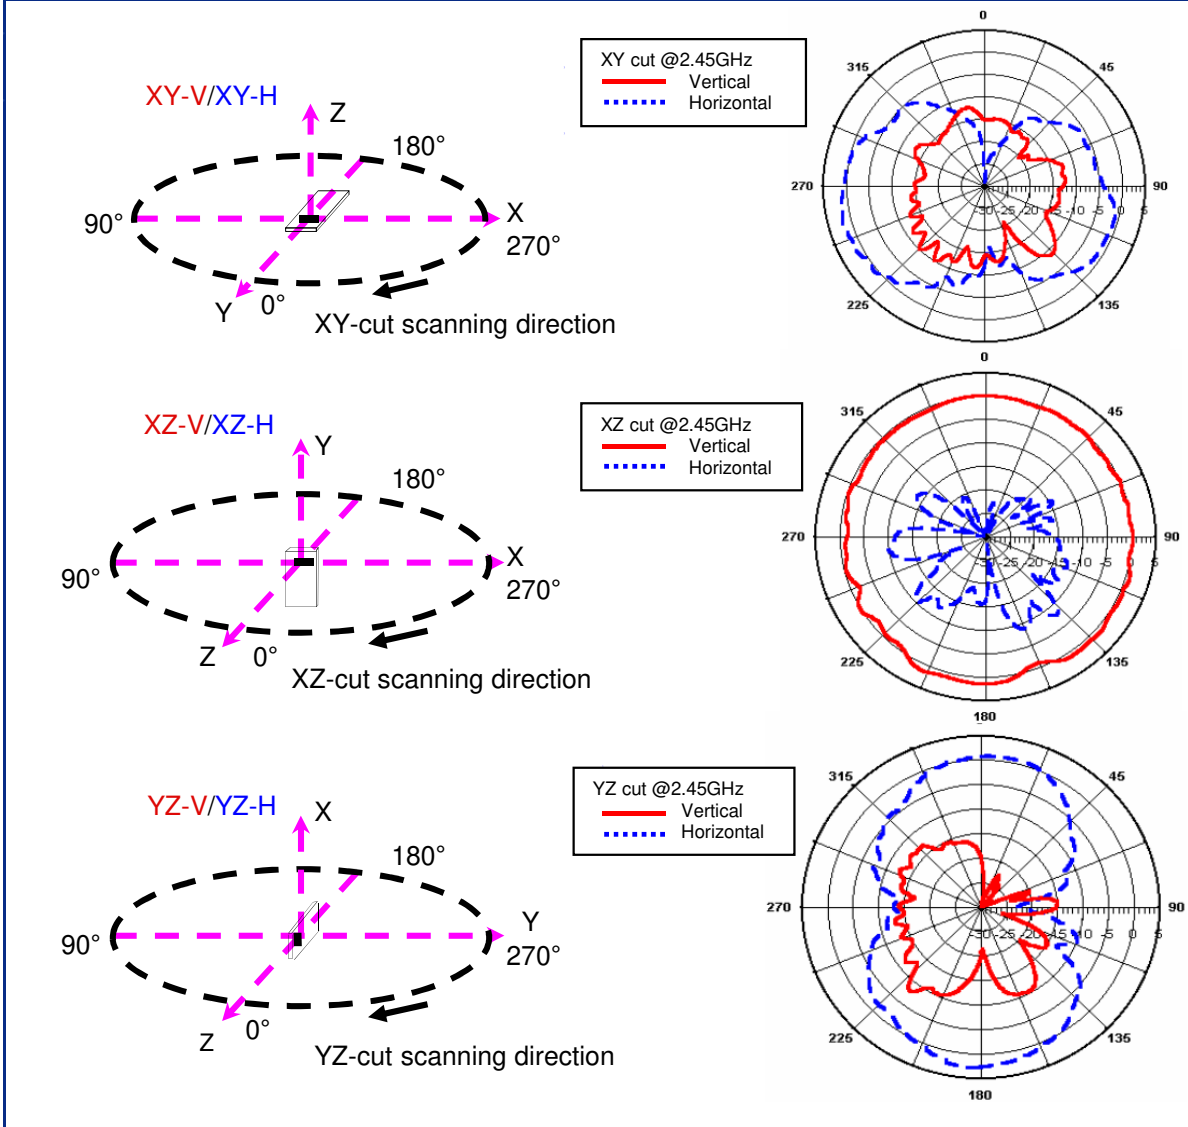 XY-V/XY-H
Z
180°
90°
X
270°
Y
0°
XY-cut scanning direction
XY cut @2.45GHz
Vertical
Horizontal
0
315
45
270
90
-30 -25 -20 -15 -10 -5 0 5
225
135
XZ-V/XZ-H
Y
180°
90°
X
270°
Z
0°
XZ-cut scanning direction
XZ cut @2.45GHz
Vertical
Horizontal
0
315
45
270
90
-30 -25 -20 -15 -10 -5 0 5
225
135
180
YZ-V/YZ-H
X
180°
90°
Y
270°
Z
0°
YZ-cut scanning direction
YZ cut @2.45GHz
Vertical
Horizontal
315
45
270
90
-30 -25 -20 -15 -10 -5 0 5
225
135
180